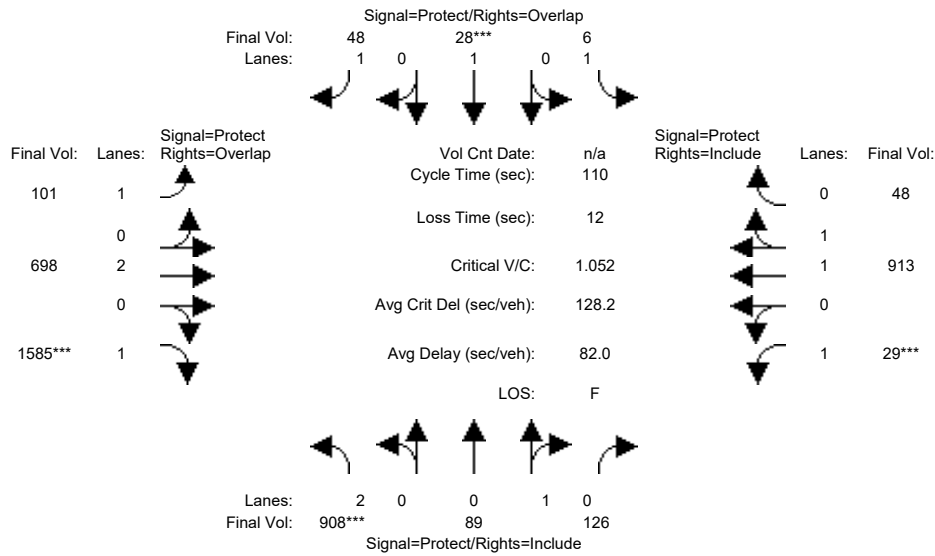 Signal=Protect/Rights=Overlap
Final Vol: 48 28*** 6
Lanes: 1 0 1 0 1
Signal=Protect
Rights=Overlap
Signal=Protect
Rights=Include
Final Vol: Lanes:
Vol Cnt Date: n/a
Lanes: Final Vol:
Cycle Time (sec): 110
101 1
0 48
Loss Time (sec): 12
0
1
698 2
Critical V/C: 1.052
1 913
0
Avg Crit Del (sec/veh): 128.2
0
1585*** 1
Avg Delay (sec/veh): 82.0
1 29***
LOS: F
Lanes: 2 0 0 1 0
Final Vol: 908*** 89 126
Signal=Protect/Rights=Include